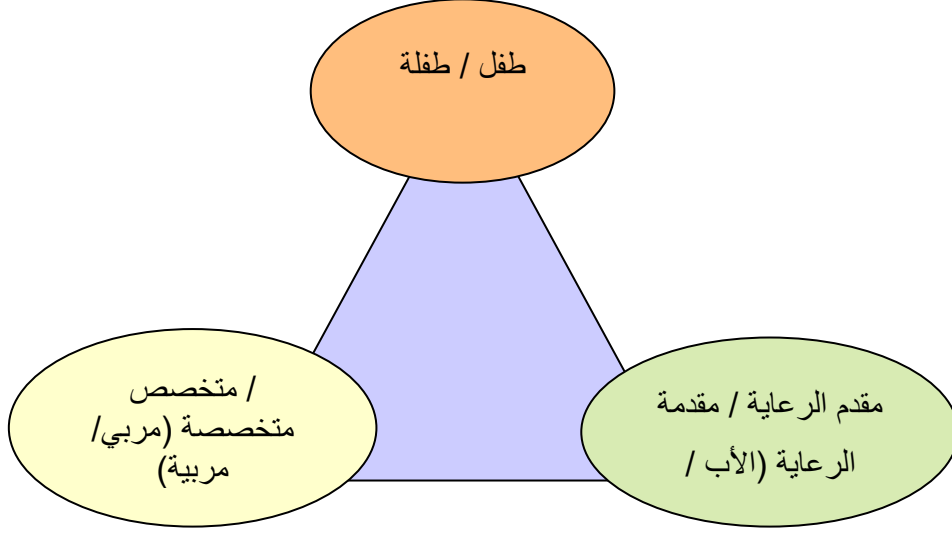 طفل / طفلة
مقدم الرعاية / مقدمة
الرعاية (الأب /
متخصص /
متخصصة (مربي/
مربية)